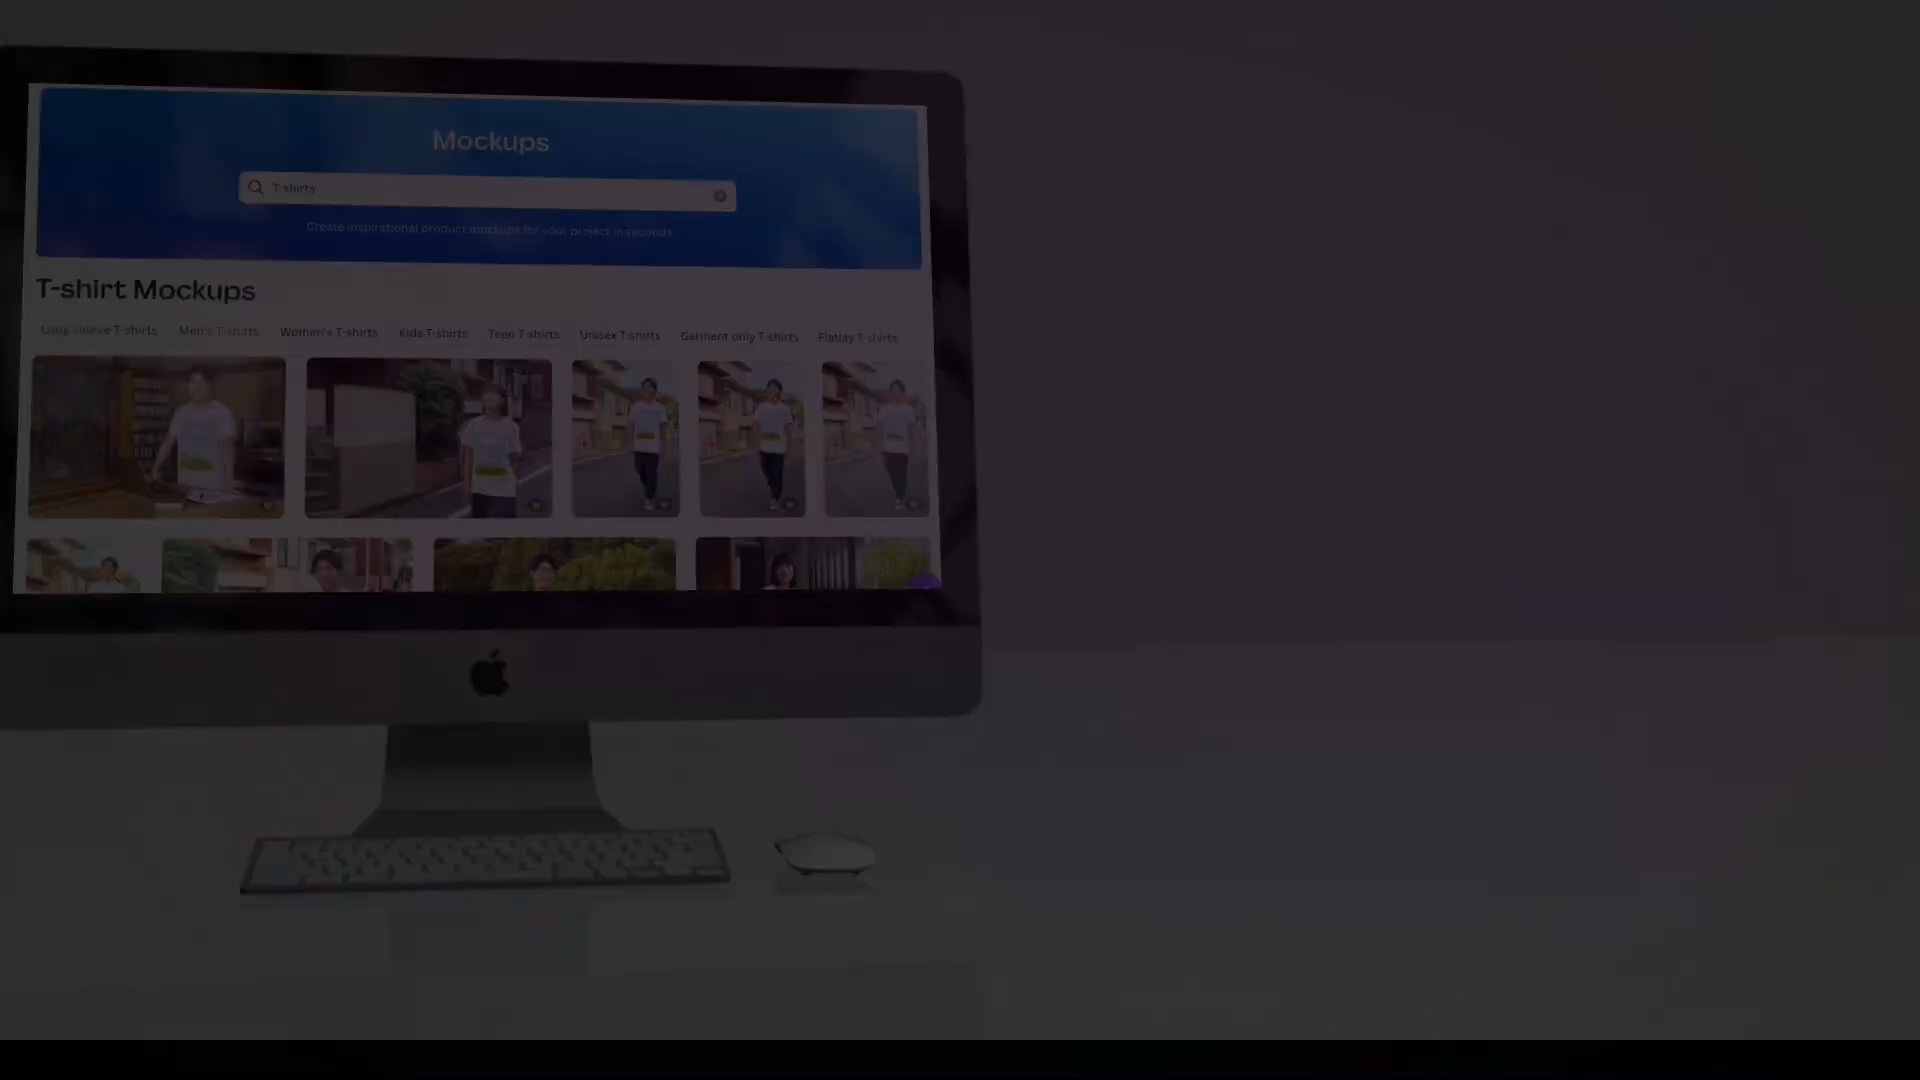 Mockups
T-shirts
Create inspirational product mockups for your project in seconds
T-shirt Mockups
Long sleeve T-shirts Men's T-shirts Women's T-shirts Kids T-shirts Teen T-shirts Unisex T-shirts Garment only T-shirts Flatlay T-shirts